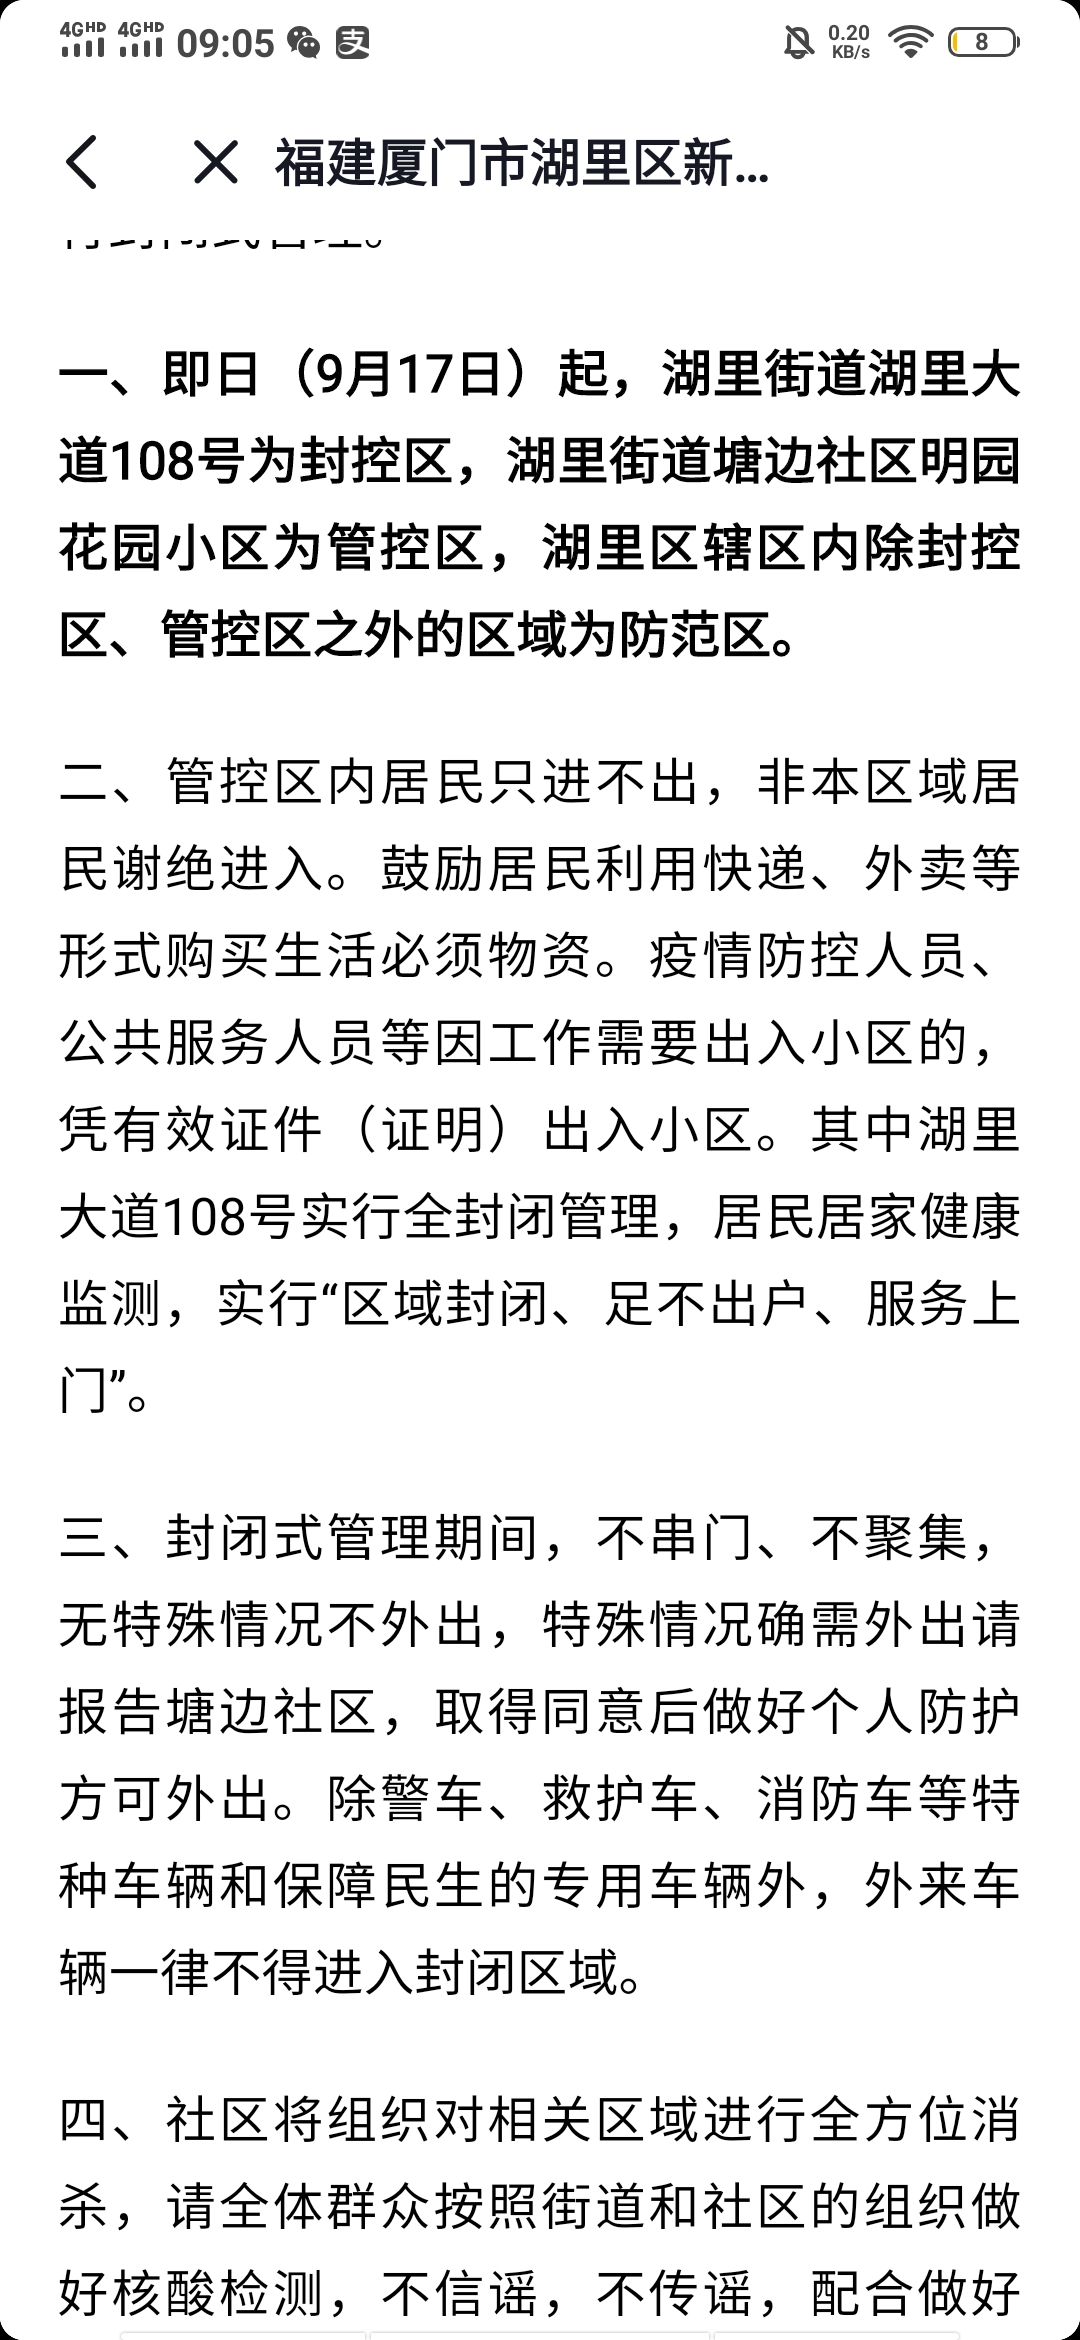 4GHD 4GHD 09:05 支 0.20 KB/s 8
福建厦门市湖里区新...
一、即日（9月17日）起，湖里街道湖里大
道108号为封控区，湖里街道塘边社区明园
花园小区为管控区，湖里区辖区内除封控
区、管控区之外的区域为防范区。
二、管控区内居民只进不出，非本区域居
民谢绝进入。鼓励居民利用快递、外卖等
形式购买生活必须物资。疫情防控人员、
公共服务人员等因工作需要出入小区的，
凭有效证件（证明）出入小区。其中湖里
大道108号实行全封闭管理，居民居家健康
监测，实行“区域封闭、足不出户、服务上
门”。
三、封闭式管理期间，不串门、不聚集，
无特殊情况不外出，特殊情况确需外出请
报告塘边社区，取得同意后做好个人防护
方可外出。除警车、救护车、消防车等特
种车辆和保障民生的专用车辆外，外来车
辆一律不得进入封闭区域。
四、社区将组织对相关区域进行全方位消
杀，请全体群众按照街道和社区的组织做
好核酸检测，不信谣，不传谣，配合做好